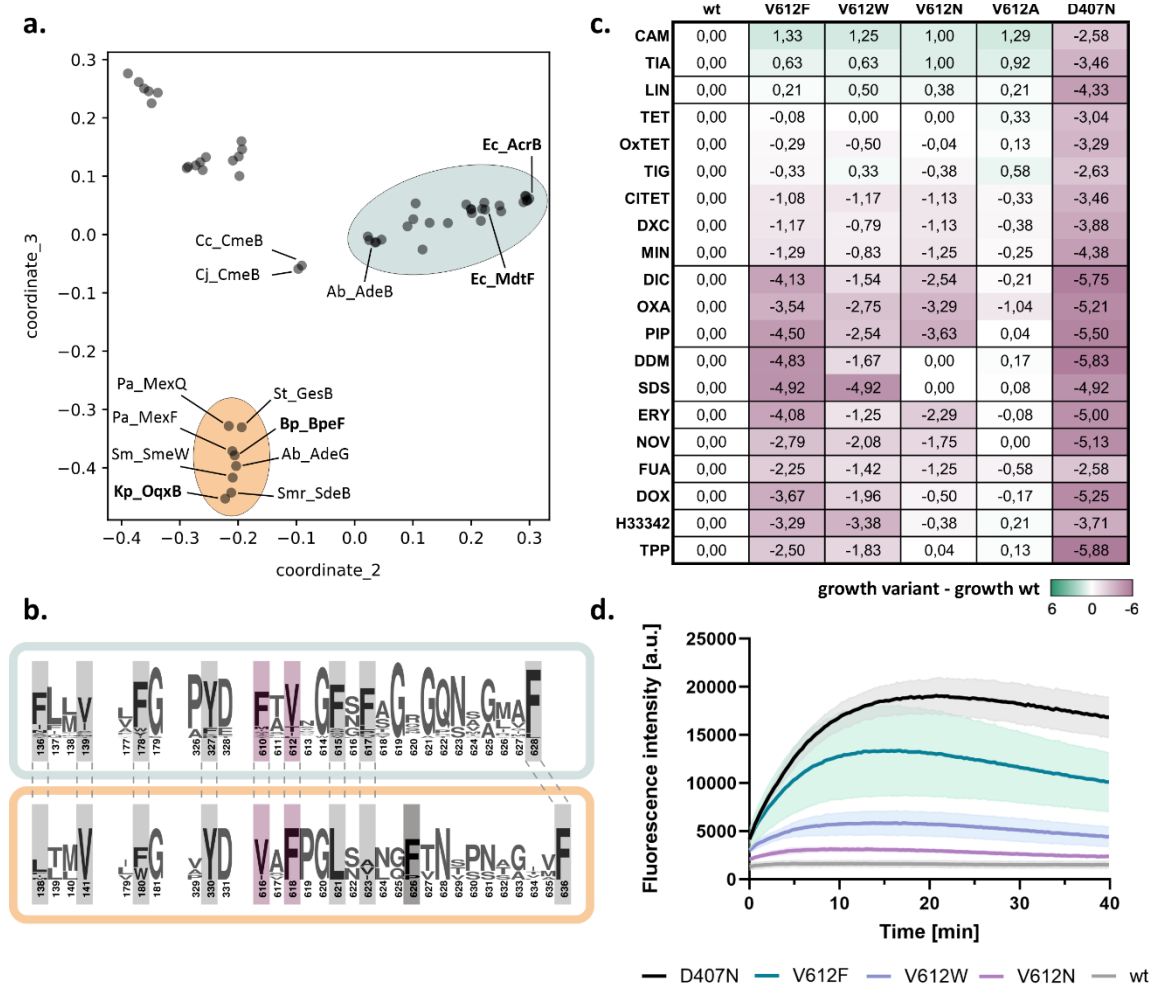 a.
0.3
0.2
0.1
0.0
−0.1
−0.2
−0.3
−0.4
coordinate_3
−0.4 −0.3 −0.2 −0.1 0.0 0.1 0.2 0.3
coordinate_2
Ec_AcrB
Cc_CmeB
Cj_CmeB
Ab_AdeB
Ec_MdtF
Pa_MexQ
St_GesB
Pa_MexF
Bp_BpeF
Sm_SmeW
Ab_AdeG
Kp_OqxB
Smr_SdeB
c.
wt V612F V612W V612N V612A D407N
CAM 0,00 1,33 1,25 1,00 1,29 -2,58
TIA 0,00 0,63 0,63 1,00 0,92 -3,46
LIN 0,00 0,21 0,50 0,38 0,21 -4,33
TET 0,00 -0,08 0,00 0,00 0,33 -3,04
OxTET 0,00 -0,29 -0,50 -0,04 0,13 -3,29
TIG 0,00 -0,33 0,33 -0,38 0,58 -2,63
ClTET 0,00 -1,08 -1,17 -1,13 -0,33 -3,46
DXC 0,00 -1,17 -0,79 -1,13 -0,38 -3,88
MIN 0,00 -1,29 -0,83 -1,25 -0,25 -4,38
DIC 0,00 -4,13 -1,54 -2,54 -0,21 -5,75
OXA 0,00 -3,54 -2,75 -3,29 -1,04 -5,21
PIP 0,00 -4,50 -2,54 -3,63 0,04 -5,50
DDM 0,00 -4,83 -1,67 0,00 0,17 -5,83
SDS 0,00 -4,92 -4,92 0,00 0,08 -4,92
ERY 0,00 -4,08 -1,25 -2,29 -0,08 -5,00
NOV 0,00 -2,79 -2,08 -1,75 0,00 -5,13
FUA 0,00 -2,25 -1,42 -1,25 -0,58 -2,58
DOX 0,00 -3,67 -1,96 -0,50 -0,17 -5,25
H33342 0,00 -3,29 -3,38 -0,38 0,21 -3,71
TPP 0,00 -2,50 -1,83 0,04 0,13 -5,88
growth variant - growth wt
6 0 -6
b.
F L V F G P Y D F T V G F S F A G G Q N G M A F
136 137 138 139 177 178 179 326 327 328 610 611 612 613 614 615 616 617 618 619 620 621 622 623 624 625 626 627 628
T M V F G Y D V A F P G L S N G F T N P N A G F
138 139 140 141 179 180 181 329 330 331 616 617 618 619 620 621 622 623 624 625 626 627 628 629 630 631 632 633 634 635 636
d.
25000
20000
15000
10000
5000
0
Fluorescence intensity [a.u.]
0 10 20 30 40
Time [min]
D407N V612F V612W V612N wt